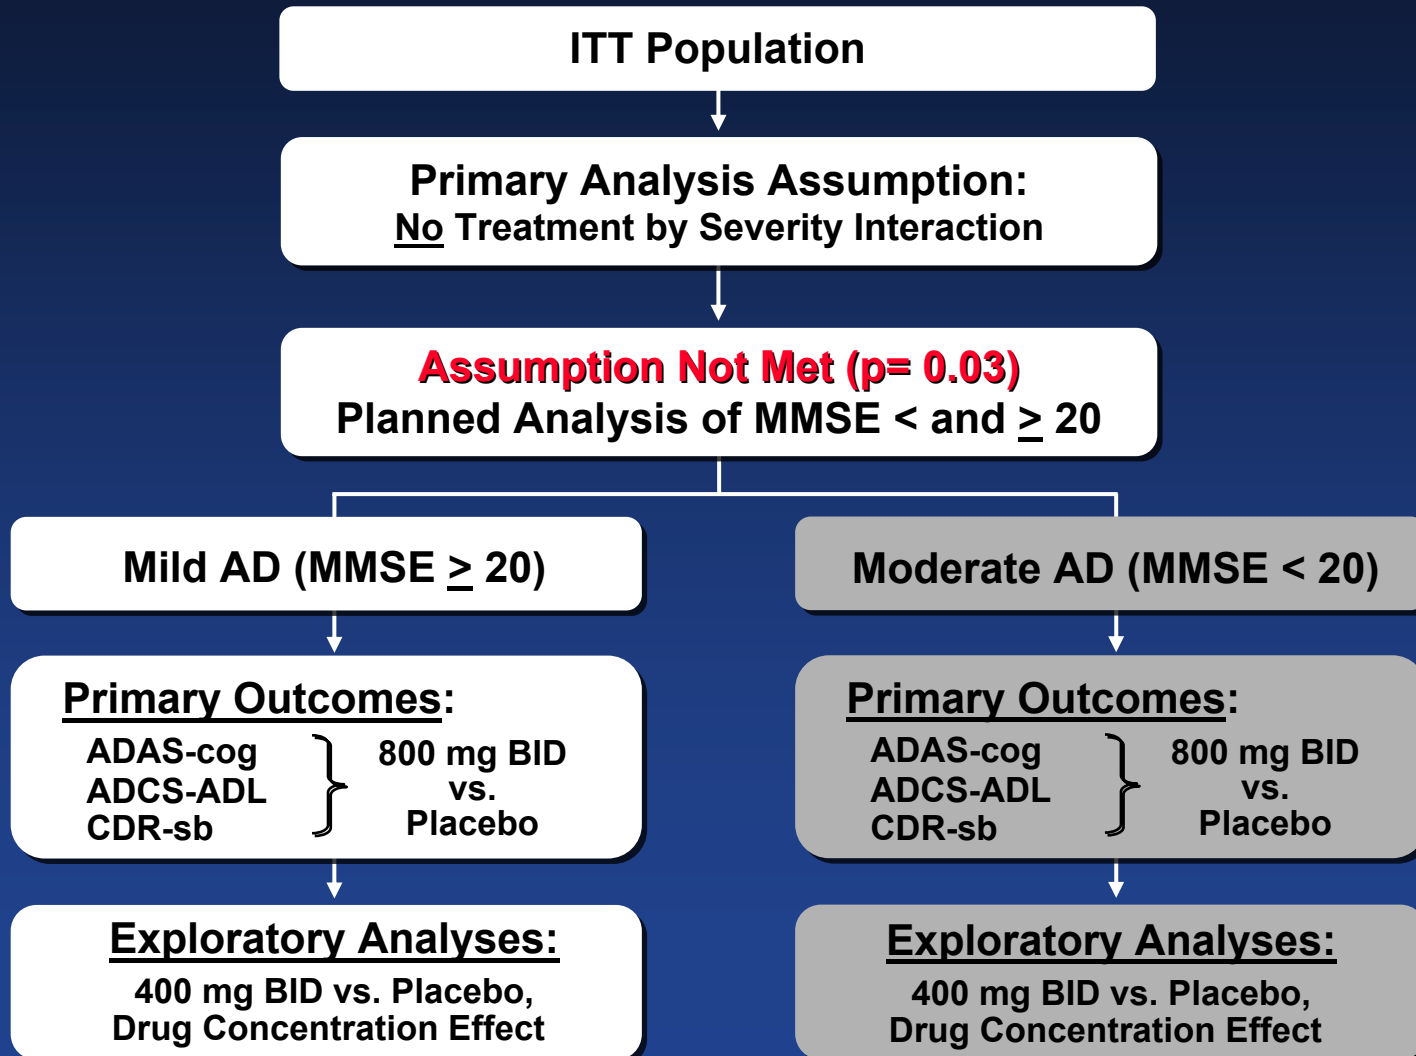 ITT Population
Primary Analysis Assumption:
No Treatment by Severity Interaction
Assumption Not Met (p= 0.03)
Planned Analysis of MMSE < and ≥ 20
Mild AD (MMSE ≥ 20)
Primary Outcomes:
ADAS-cog
ADCS-ADL
CDR-sb
800 mg BID
vs.
Placebo
Exploratory Analyses:
400 mg BID vs. Placebo,
Drug Concentration Effect
Moderate AD (MMSE < 20)
Primary Outcomes:
ADAS-cog
ADCS-ADL
CDR-sb
800 mg BID
vs.
Placebo
Exploratory Analyses:
400 mg BID vs. Placebo,
Drug Concentration Effect